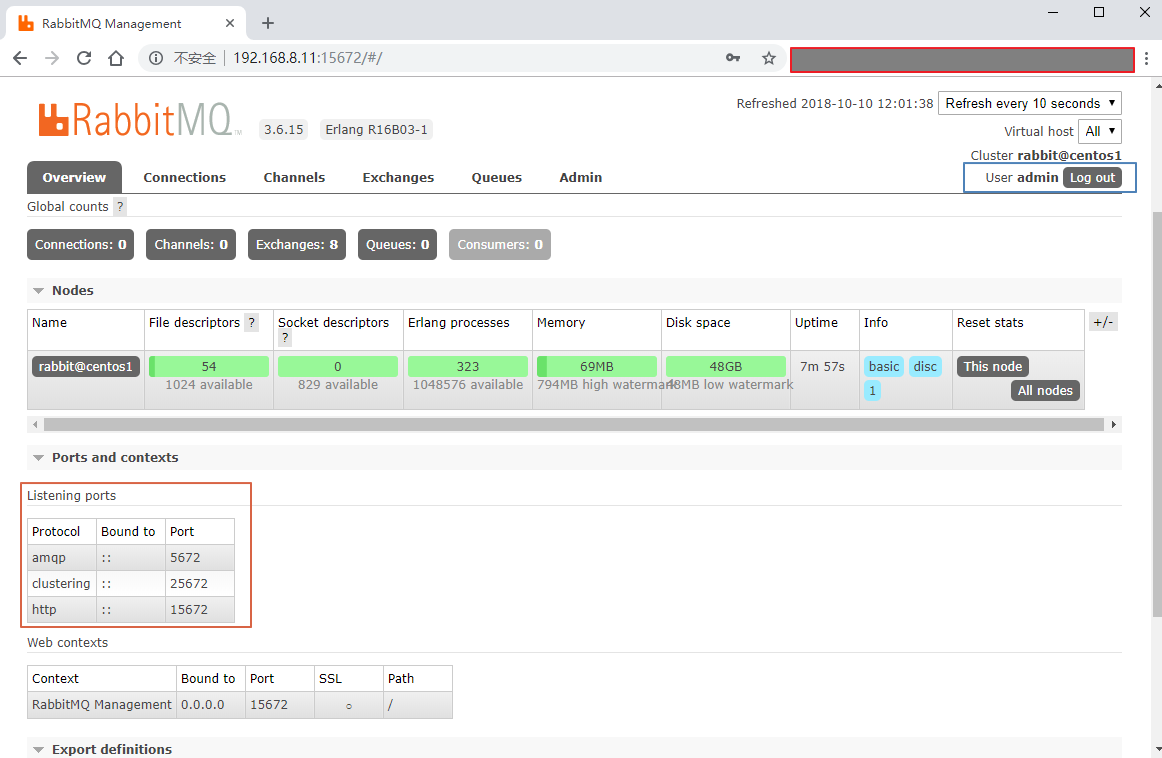 RabbitMQ Management
不安全 192.168.8.11:15672/#/
RabbitMQ™ 3.6.15 Erlang R16B03-1
Refreshed 2018-10-10 12:01:38 Refresh every 10 seconds
Virtual host All
Cluster rabbit@centos1
User admin Log out
Overview Connections Channels Exchanges Queues Admin
Global counts ?
Connections: 0 Channels: 0 Exchanges: 8 Queues: 0 Consumers: 0
Nodes
Name File descriptors ? Socket descriptors ? Erlang processes Memory Disk space Uptime Info Reset stats +/-
rabbit@centos1 54 0 323 69MB 48GB 7m 57s basic disc This node
1024 available 829 available 1048576 available 794MB high watermark 48MB low watermark 1 All nodes
Ports and contexts
Listening ports
Protocol Bound to Port
amqp :: 5672
clustering :: 25672
http :: 15672
Web contexts
Context Bound to Port SSL Path
RabbitMQ Management 0.0.0.0 15672 ○ /
Export definitions